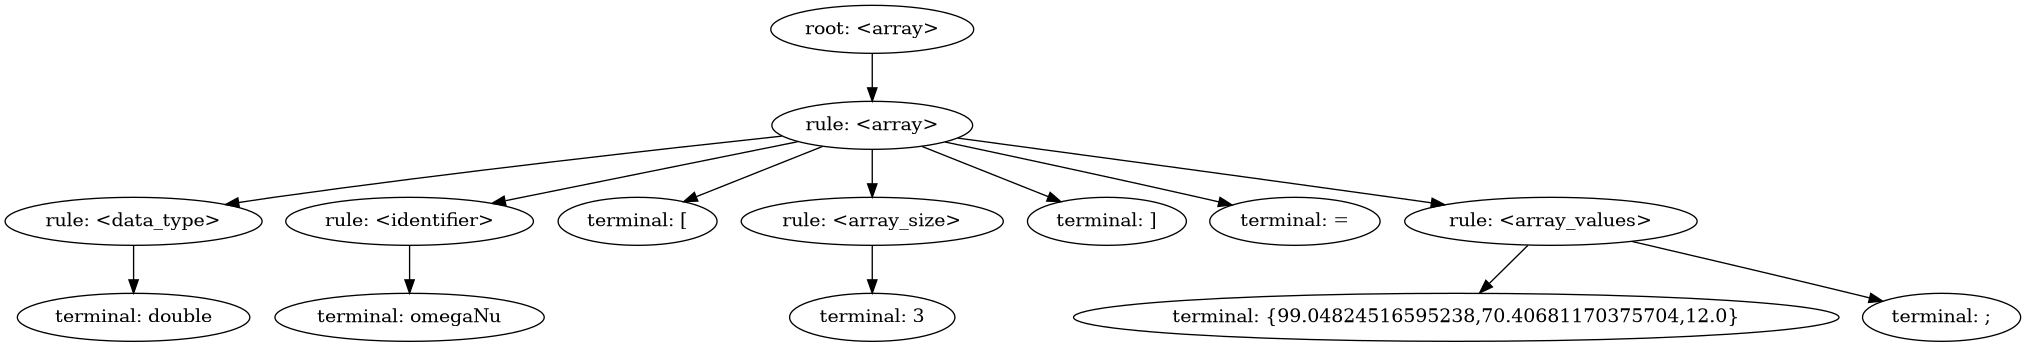 root: <array>
rule: <array>
rule: <data_type>
rule: <identifier>
terminal: [
rule: <array_size>
terminal: ]
terminal: =
rule: <array_values>
terminal: double
terminal: omegaNu
terminal: 3
terminal: {99.04824516595238,70.40681170375704,12.0}
terminal: ;